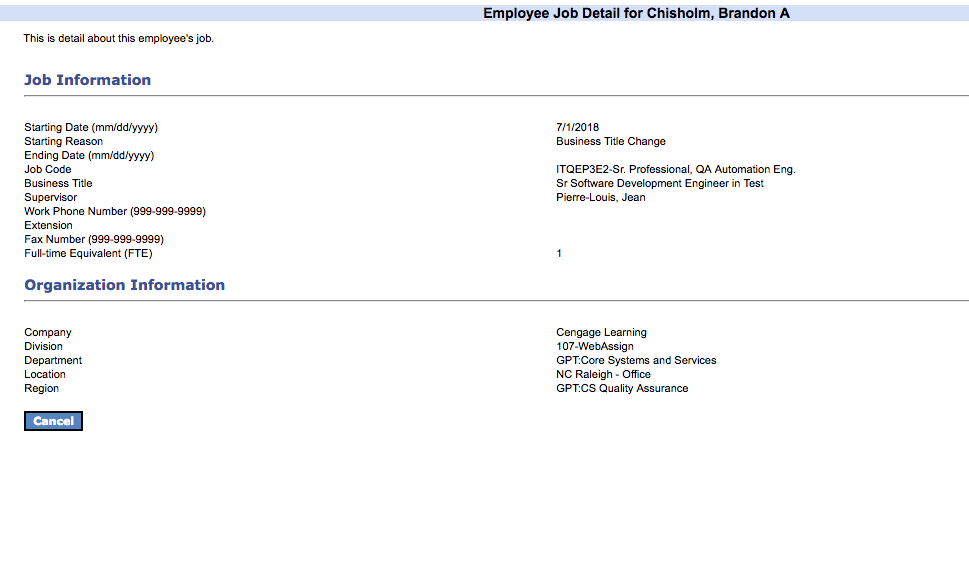 Employee Job Detail for Chisholm, Brandon A
This is detail about this employee's job.
Job Information
Starting Date (mm/dd/yyyy) 7/1/2018
Starting Reason Business Title Change
Ending Date (mm/dd/yyyy)
Job Code ITQEP3E2-Sr. Professional, QA Automation Eng.
Business Title Sr Software Development Engineer in Test
Supervisor Pierre-Louis, Jean
Work Phone Number (999-999-9999)
Extension
Fax Number (999-999-9999)
Full-time Equivalent (FTE) 1
Organization Information
Company Cengage Learning
Division 107-WebAssign
Department GPT:Core Systems and Services
Location NC Raleigh - Office
Region GPT:CS Quality Assurance
Cancel